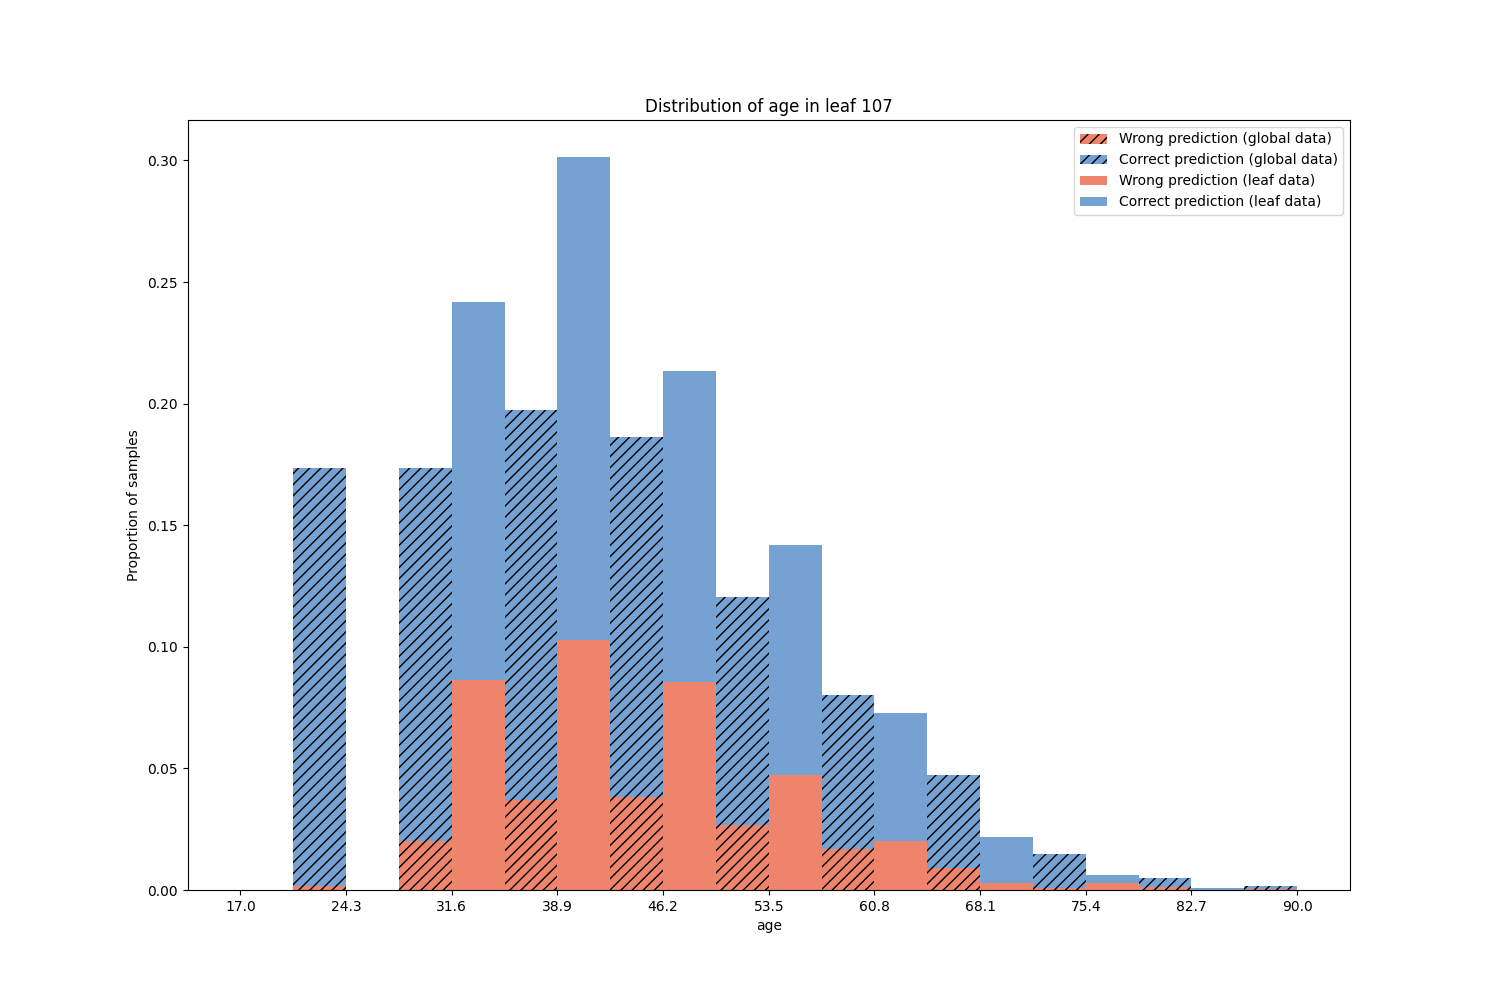 Distribution of age in leaf 107
Wrong prediction (global data)
Correct prediction (global data)
Wrong prediction (leaf data)
Correct prediction (leaf data)
0.30
0.25
0.20
0.15
0.10
0.05
0.00
Proportion of samples
17.0 24.3 31.6 38.9 46.2 53.5 60.8 68.1 75.4 82.7 90.0
age